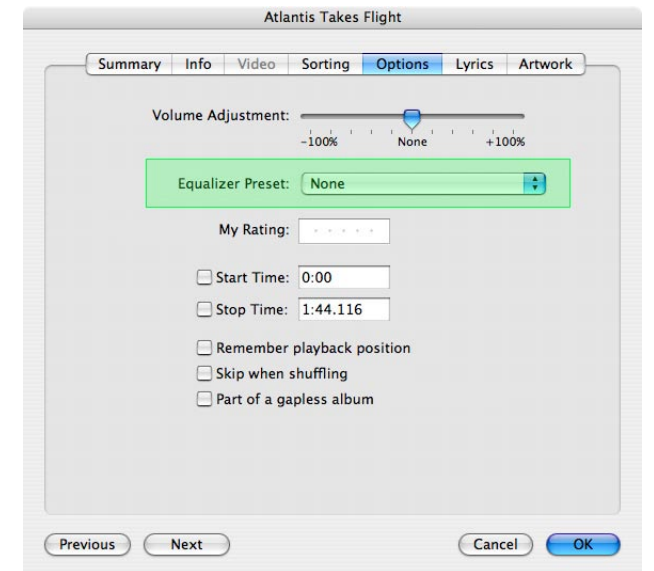 Atlantis Takes Flight
Summary Info Video Sorting Options Lyrics Artwork
Volume Adjustment:
-100% None +100%
Equalizer Preset: None
My Rating:
Start Time: 0:00
Stop Time: 1:44.116
Remember playback position
Skip when shuffling
Part of a gapless album
Previous Next Cancel OK